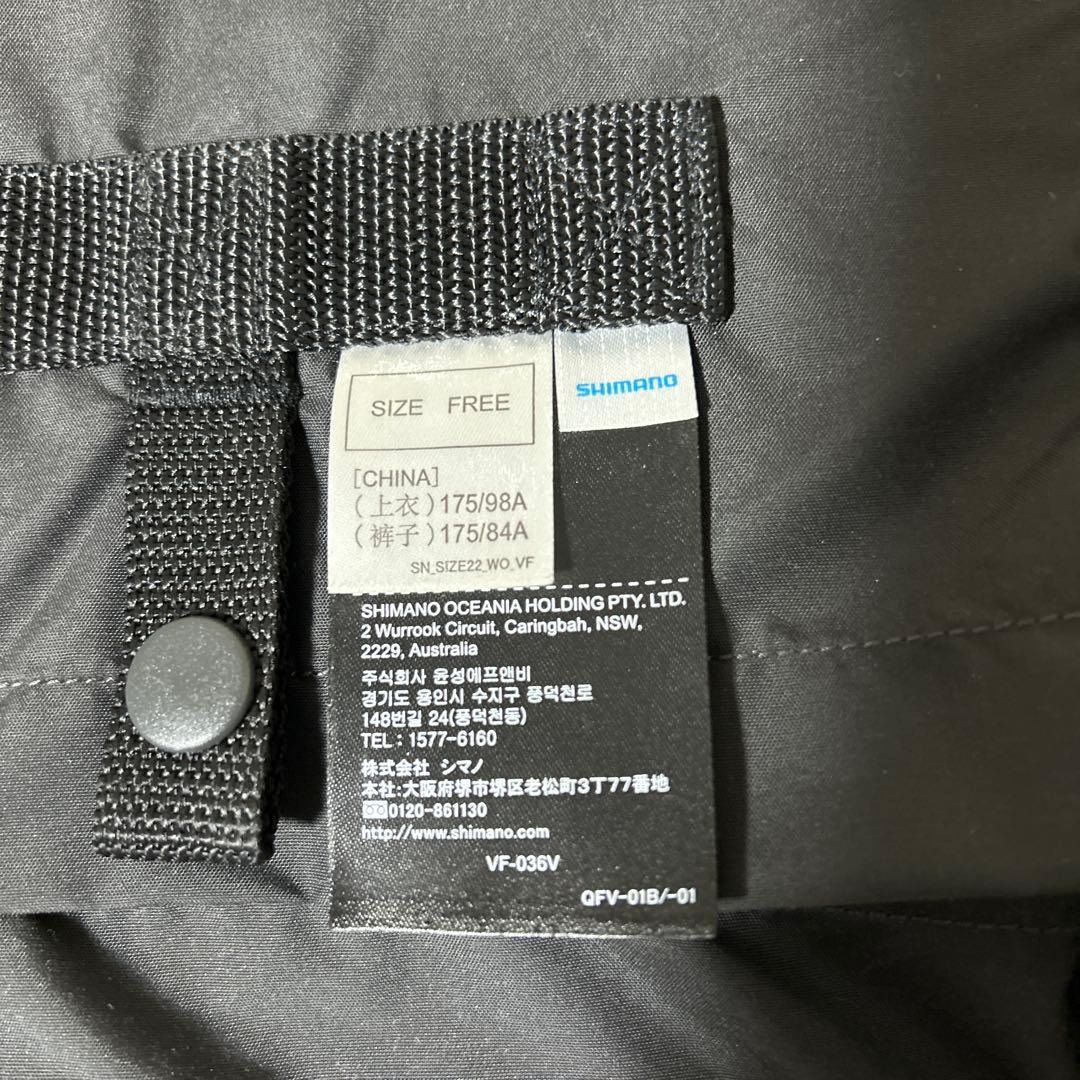 SIZE FREE
[CHINA]
(上衣)175/98A
(裤子)175/84A
SN_SIZE22_WO_VF
SHIMANO
SHIMANO OCEANIA HOLDING PTY. LTD.
2 Wurrook Circuit, Caringbah, NSW,
2229, Australia
주식회사 윤성에프앤비
경기도 용인시 수지구 풍덕천로
148번길 24(풍덕천동)
TEL : 1577-6160
株式会社 シマノ
本社:大阪府堺市堺区老松町3丁77番地
0120-861130
http://www.shimano.com
VF-036V
QFV-01B/-01